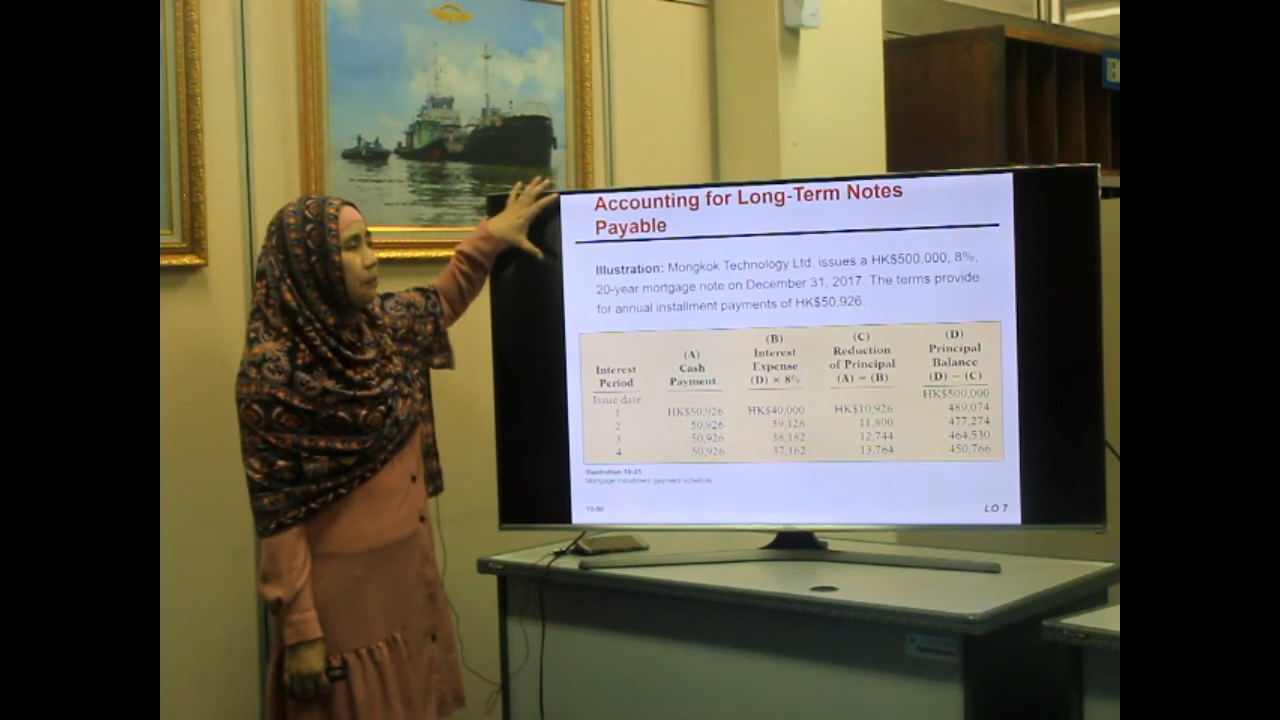 Accounting for Long-Term Notes
Payable
Illustration: Mongkok Technology Ltd. issues a HK$500,000, 8%,
20-year mortgage note on December 31, 2017. The terms provide
for annual installment payments of HK$50,926.
Interest Period (A) Cash Payment (B) Interest Expense (D) × 8% (C) Reduction of Principal (A) – (B) (D) Principal Balance (D) – (C)
Issue date HK$500,000
1 HK$50,926 HK$40,000 HK$10,926 489,074
2 50,926 39,126 11,800 477,274
3 50,926 38,182 12,744 464,530
4 50,926 37,162 13,764 450,766
Mortgage installment payment schedule
LO 7